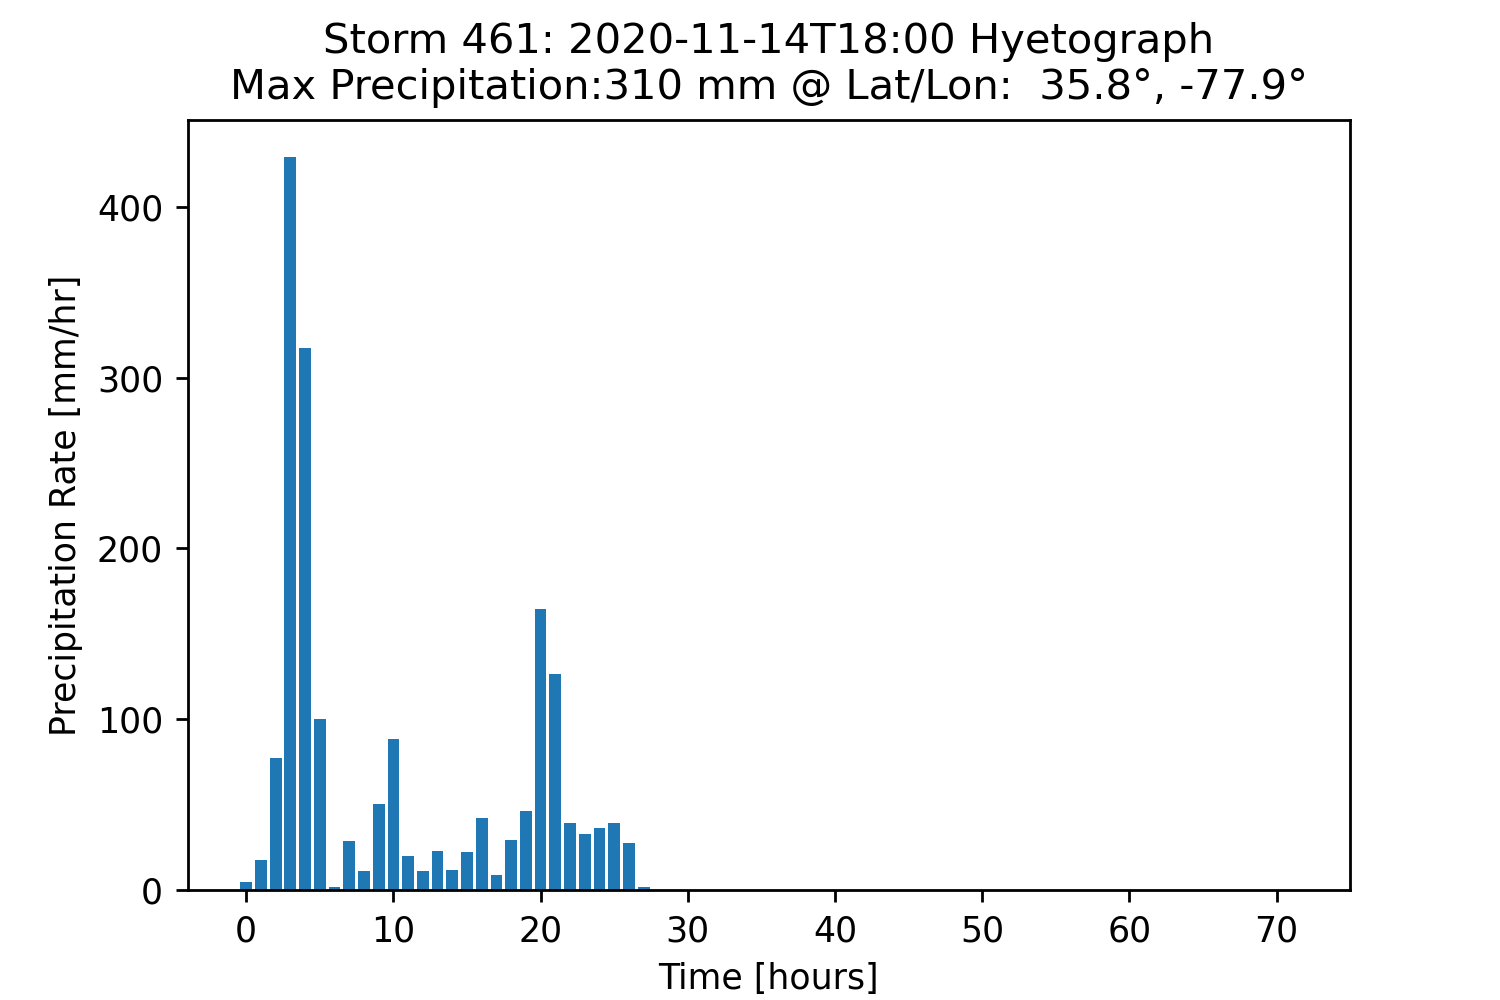 Storm 461: 2020-11-14T18:00 Hyetograph
Max Precipitation:310 mm @ Lat/Lon:  35.8°, -77.9°
Precipitation Rate [mm/hr]
400
300
200
100
0
0 10 20 30 40 50 60 70
Time [hours]